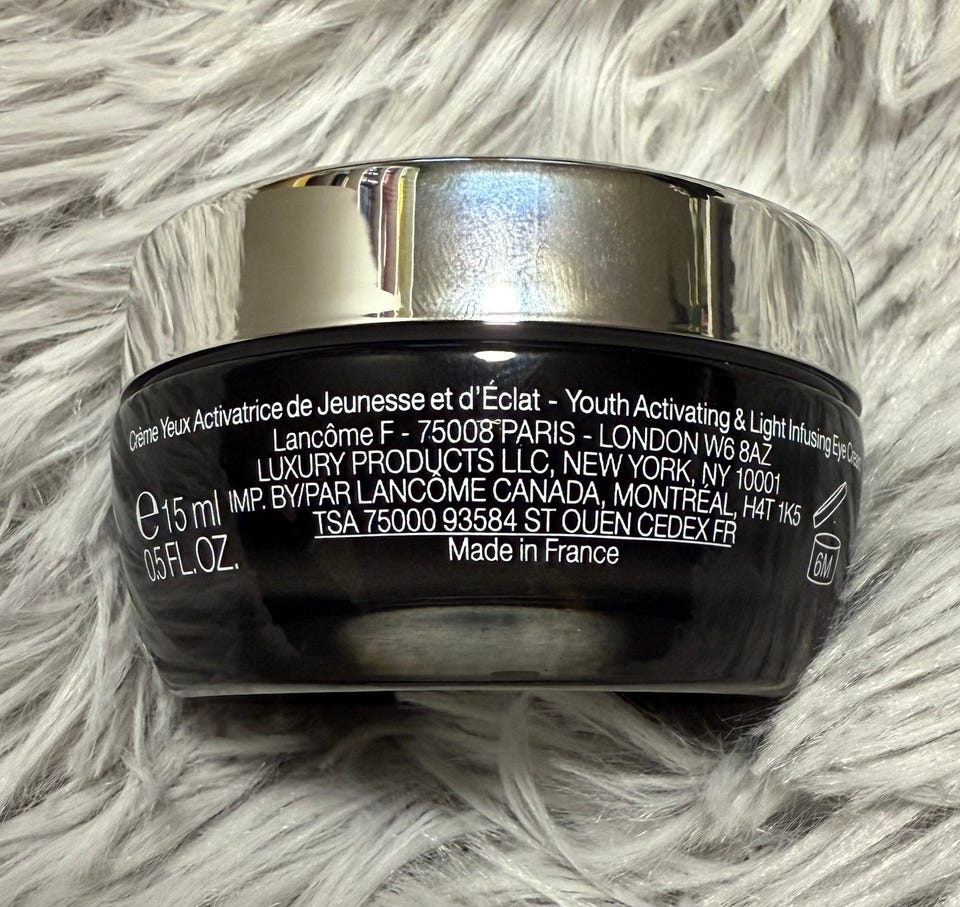 Crème Yeux Activatrice de Jeunesse et d'Éclat - Youth Activating & Light Infusing Eye Cream
Lancôme F - 75008 PARIS - LONDON W6 8AZ
LUXURY PRODUCTS LLC, NEW YORK, NY 10001
IMP. BY/PAR LANCÔME CANADA, MONTRÉAL, H4T 1K5
TSA 75000 93584 ST OUEN CEDEX FR
Made in France
℮ 15 ml
0.5 FL.OZ.
6M